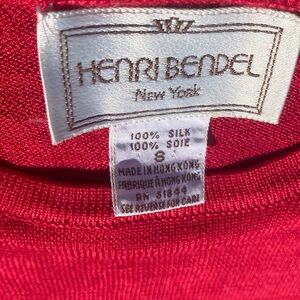 HENRI BENDEL
New York
100% SILK
100% SOIE
S
MADE IN HONG KONG
FABRIQUÉ À HONG KONG
RN 51844
SEE REVERSE FOR CARE